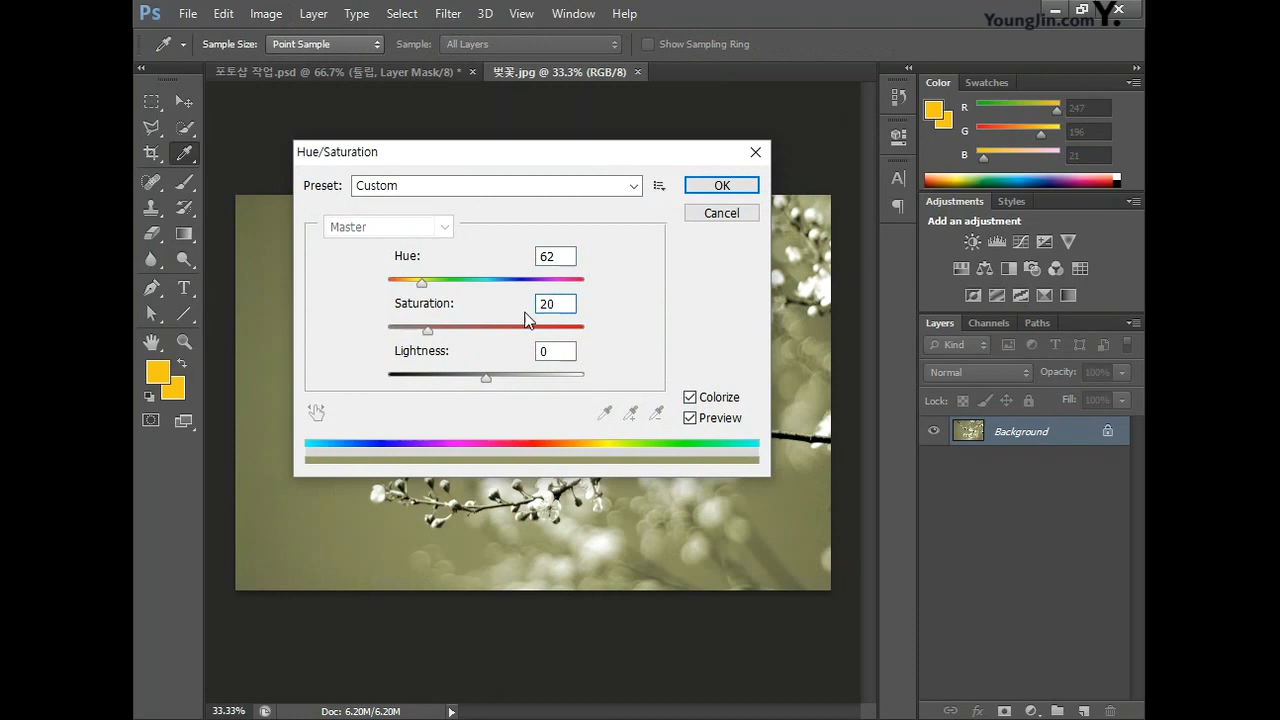 Ps File Edit Image Layer Type Select Filter 3D View Window Help
YoungJin.com Y.
Sample Size: Point Sample Sample: All Layers Show Sampling Ring
포토샵 작업.psd @ 66.7% (튤립, Layer Mask/8) * × 벚꽃.jpg @ 33.3% (RGB/8) ×
Color Swatches
R 247
G 196
B 21
Hue/Saturation
Preset: Custom OK
Cancel
Master
Hue: 62
Saturation: 20
Lightness: 0
Colorize
Preview
Adjustments Styles
Add an adjustment
Layers Channels Paths
Kind
Normal Opacity: 100%
Lock: Fill: 100%
Background
33.33% Doc: 6.20M/6.20M